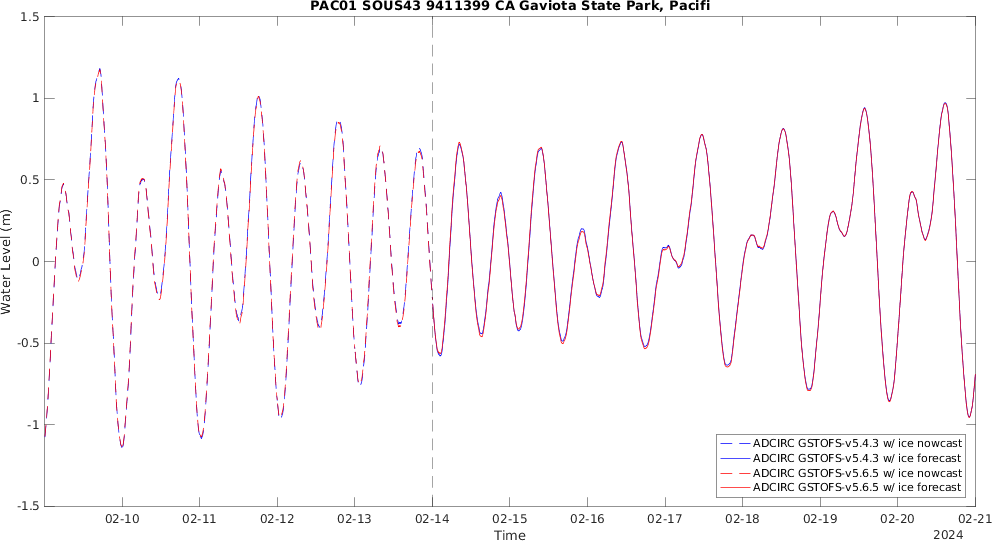 PAC01 SOUS43 9411399 CA Gaviota State Park, Pacifi
Water Level (m)
1.5
1
0.5
0
-0.5
-1
-1.5
ADCIRC GSTOFS-v5.4.3 w/ ice nowcast
ADCIRC GSTOFS-v5.4.3 w/ ice forecast
ADCIRC GSTOFS-v5.6.5 w/ ice nowcast
ADCIRC GSTOFS-v5.6.5 w/ ice forecast
02-10 02-11 02-12 02-13 02-14 02-15 02-16 02-17 02-18 02-19 02-20 02-21
Time
2024